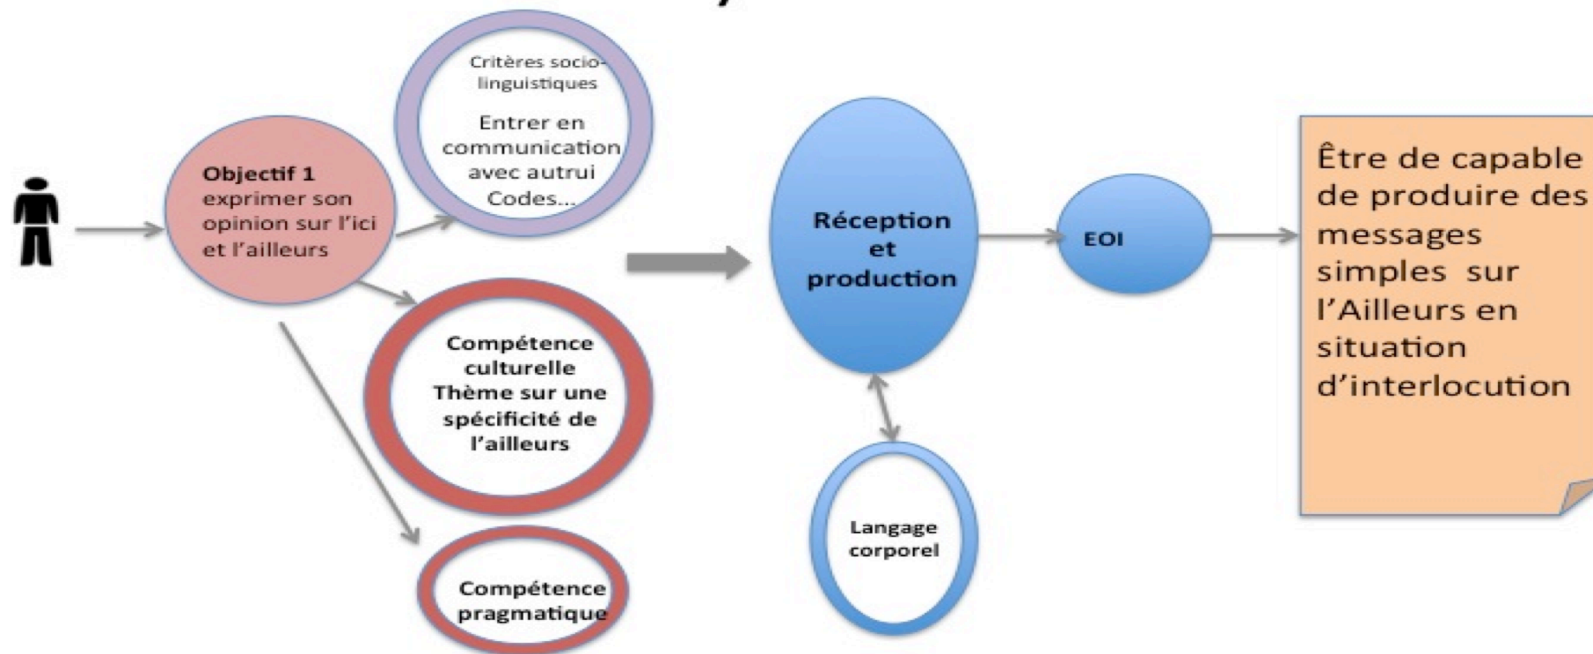 Critères socio-
linguistiques
Entrer en
communication
avec autrui
Codes...
Objectif 1
exprimer son
opinion sur l'ici
et l'ailleurs
Compétence
culturelle
Thème sur une
spécificité de
l'ailleurs
Compétence
pragmatique
Réception
et
production
Langage
corporel
EOI
Être de capable
de produire des
messages
simples sur
l'Ailleurs en
situation
d'interlocution